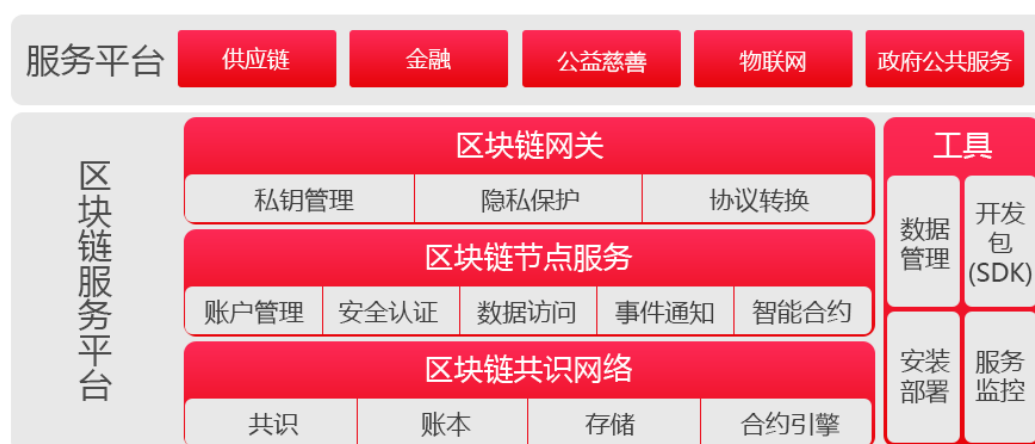 服务平台
供应链
金融
公益慈善
物联网
政府公共服务
区块链服务平台
区块链网关
私钥管理
隐私保护
协议转换
区块链节点服务
账户管理
安全认证
数据访问
事件通知
智能合约
区块链共识网络
共识
账本
存储
合约引擎
工具
数据
管理
开发
包
(SDK)
安装
部署
服务
监控